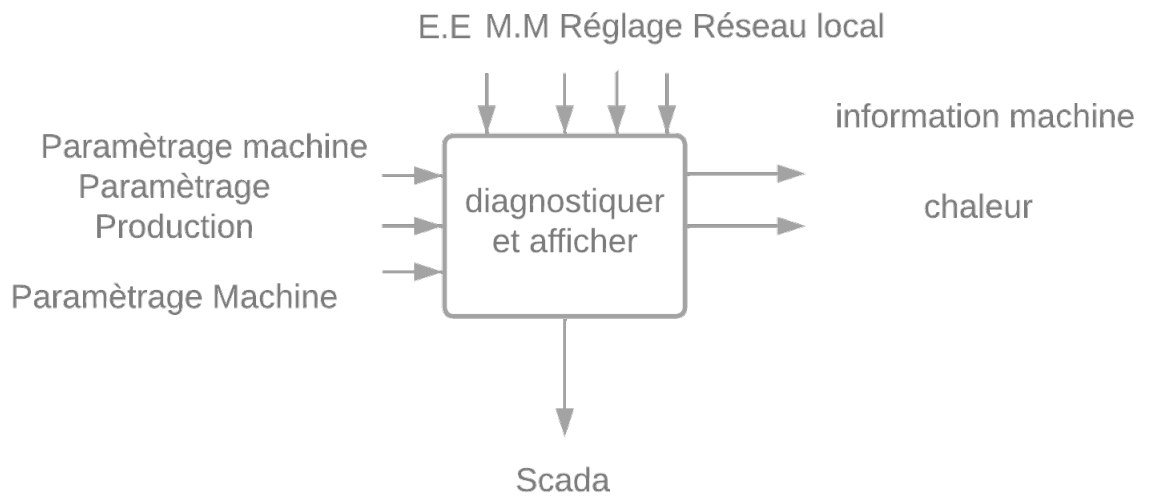 E.E M.M Réglage Réseau local
information machine
Paramètrage machine
Paramètrage
Production
Paramètrage Machine
diagnostiquer
et afficher
chaleur
Scada